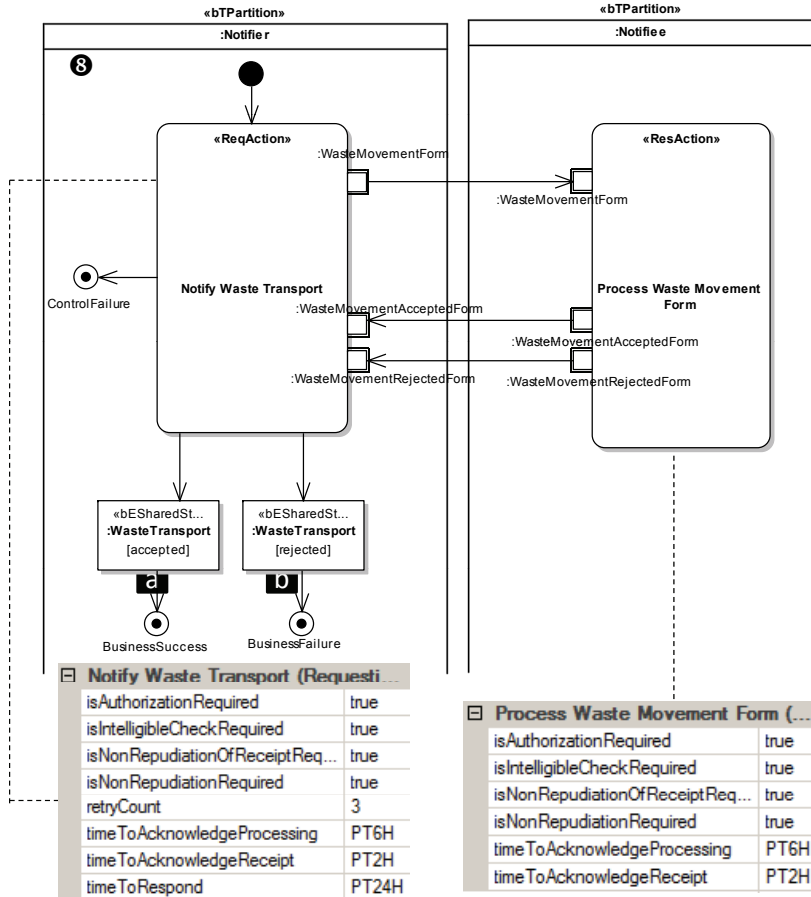 «bTPartition»
:Notifier
8
«ReqAction»
:WasteMovementForm
Notify Waste Transport
ControlFailure
:WasteMovementAcceptedForm
:WasteMovementRejectedForm
«bESharedSt...
:WasteTransport
[accepted]
«bESharedSt...
:WasteTransport
[rejected]
a
b
BusinessSuccess
BusinessFailure
«bTPartition»
:Notifiee
«ResAction»
:WasteMovementForm
Process Waste Movement
Form
:WasteMovementAcceptedForm
:WasteMovementRejectedForm
Notify Waste Transport (Requesti...
isAuthorizationRequired true
isIntelligibleCheckRequired true
isNonRepudiationOfReceiptReq... true
isNonRepudiationRequired true
retryCount 3
timeToAcknowledgeProcessing PT6H
timeToAcknowledgeReceipt PT2H
timeToRespond PT24H
Process Waste Movement Form (...
isAuthorizationRequired true
isIntelligibleCheckRequired true
isNonRepudiationOfReceiptReq... true
isNonRepudiationRequired true
timeToAcknowledgeProcessing PT6H
timeToAcknowledgeReceipt PT2H